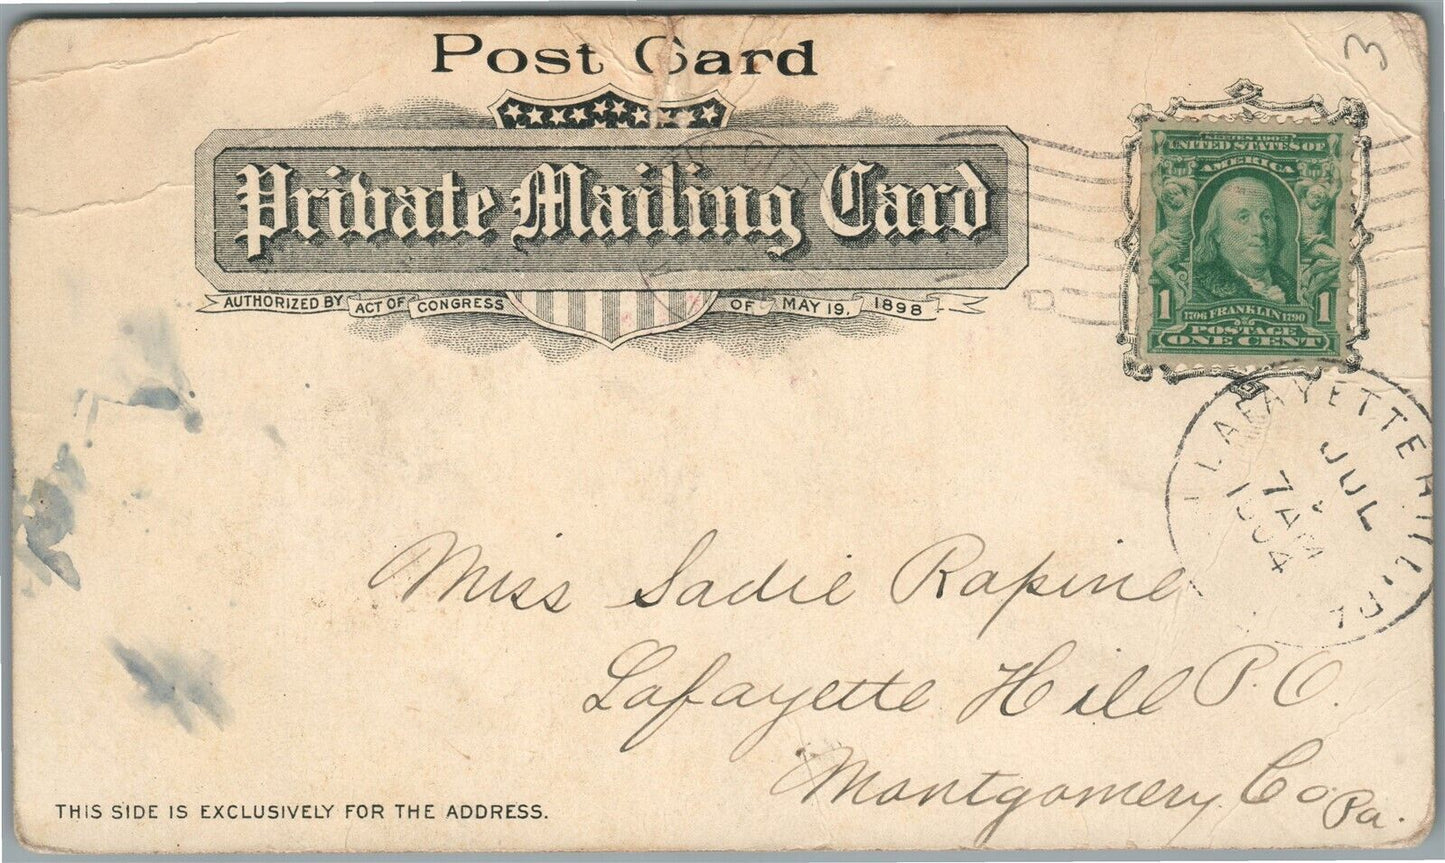 Post Card
3
Private Mailing Card
AUTHORIZED BY ACT OF CONGRESS OF MAY 19, 1898
SERIES 1902
UNITED STATES OF
AMERICA
1 1
1706 FRANKLIN 1790
POSTAGE
ONE CENT
LAFAYETTE HILL, PA
JUL
7 AM
1904
Miss Sadie Rapine
Lafayette Hill P.O.
Montgomery Co.
Pa.
THIS SIDE IS EXCLUSIVELY FOR THE ADDRESS.